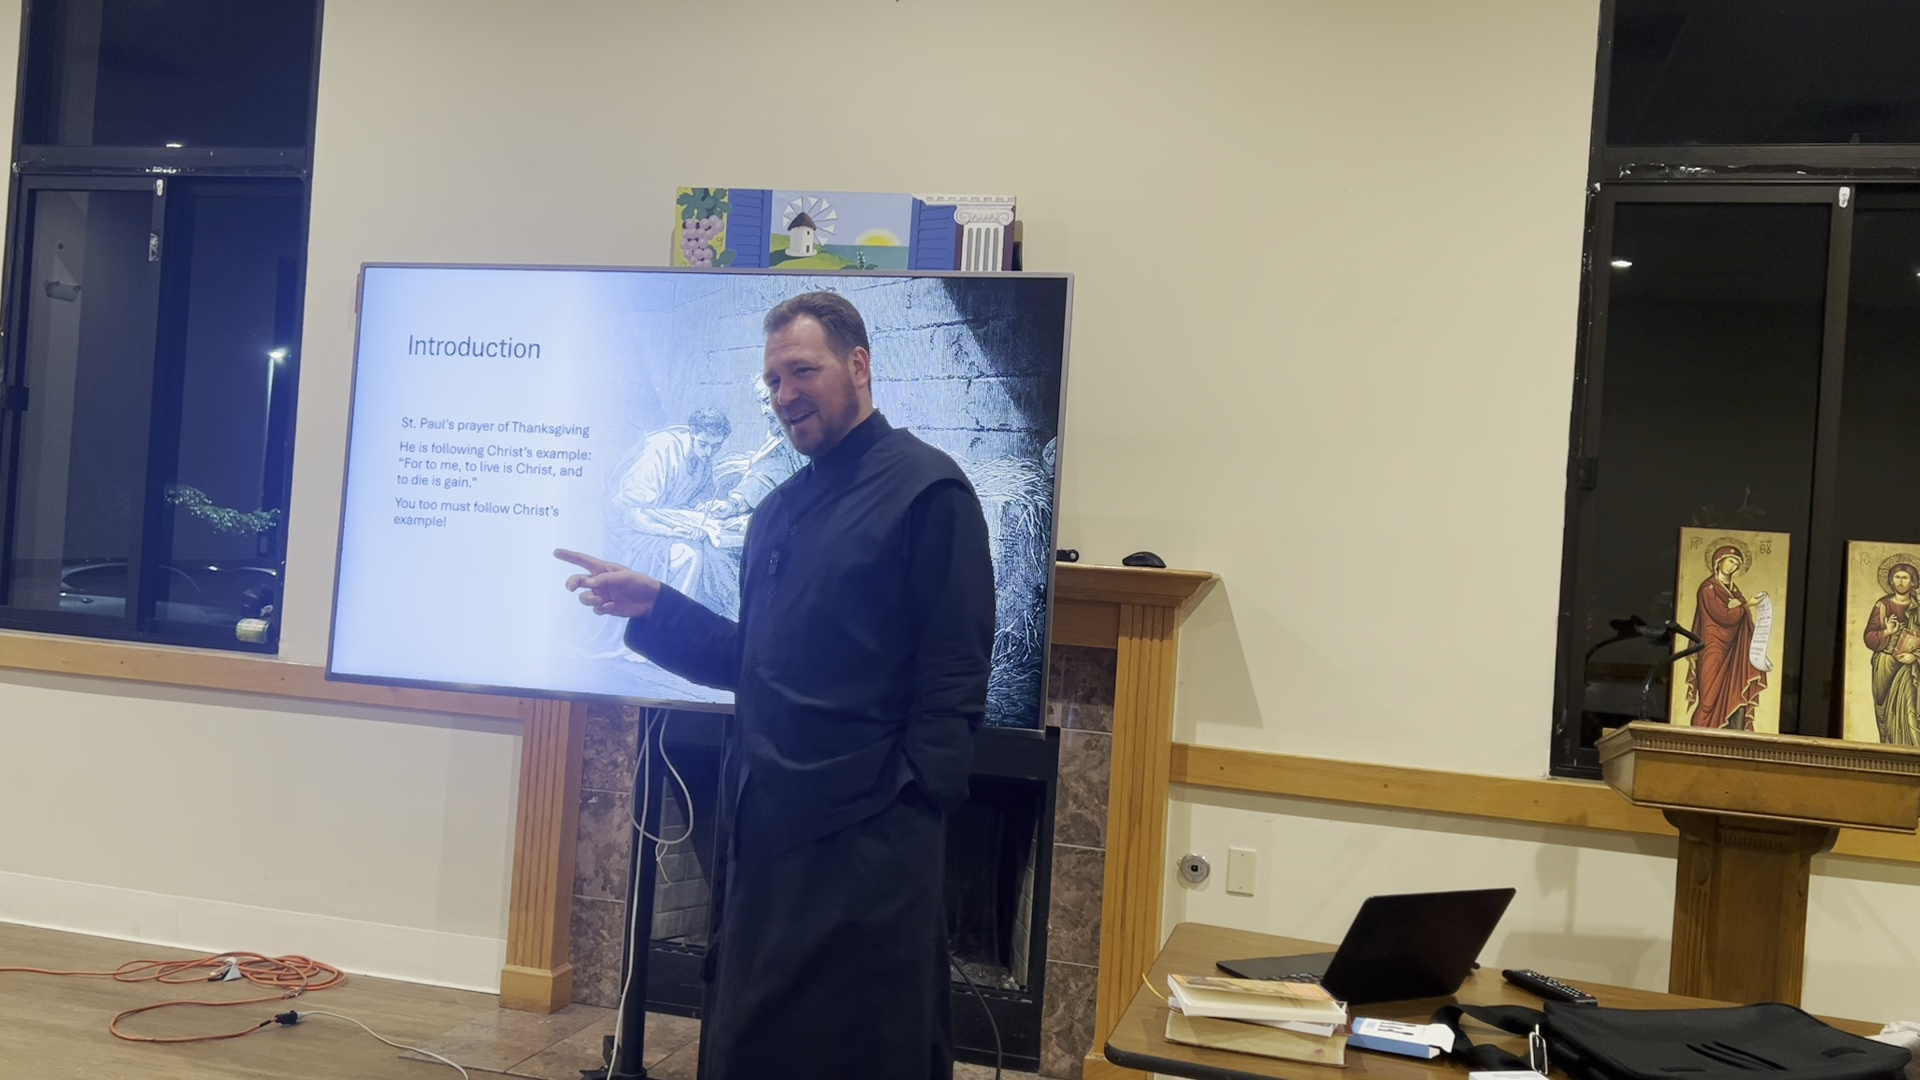 Introduction
St. Paul's prayer of Thanksgiving
He is following Christ's example:
"For to me, to live is Christ, and
to die is gain."
You too must follow Christ's
example!